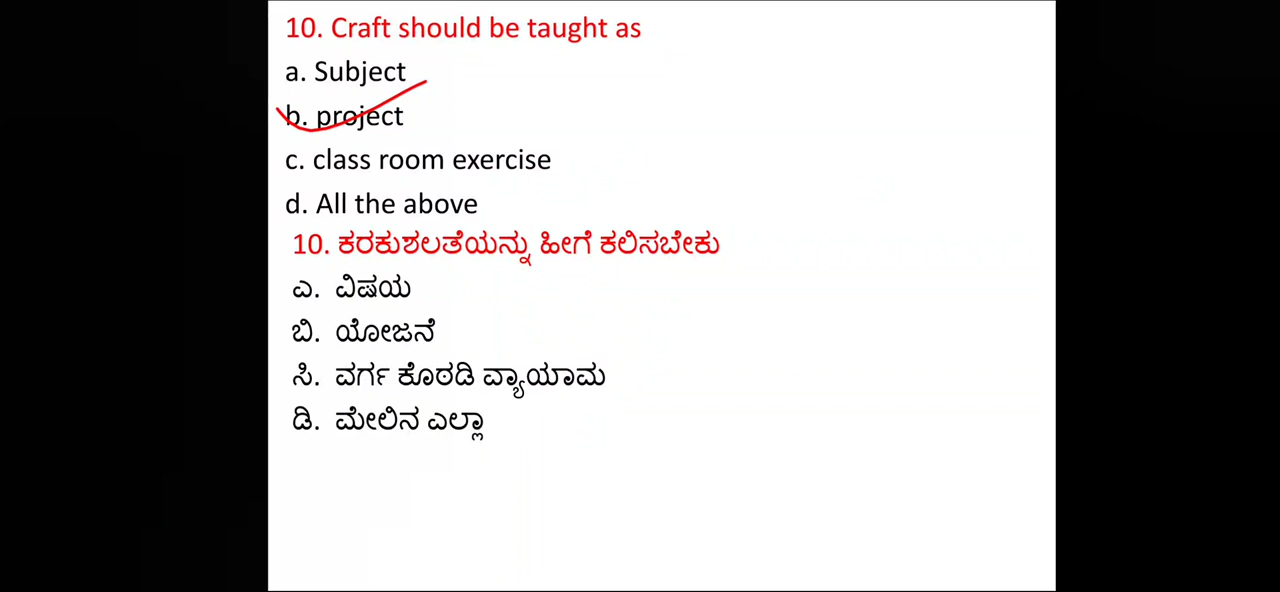 10. Craft should be taught as
a. Subject
b. project
c. class room exercise
d. All the above
10. ಕರಕುಶಲತೆಯನ್ನು ಹೀಗೆ ಕಲಿಸಬೇಕು
ಎ. ವಿಷಯ
ಬಿ. ಯೋಜನೆ
ಸಿ. ವರ್ಗ ಕೊಠಡಿ ವ್ಯಾಯಾಮ
ಡಿ. ಮೇಲಿನ ಎಲ್ಲಾ